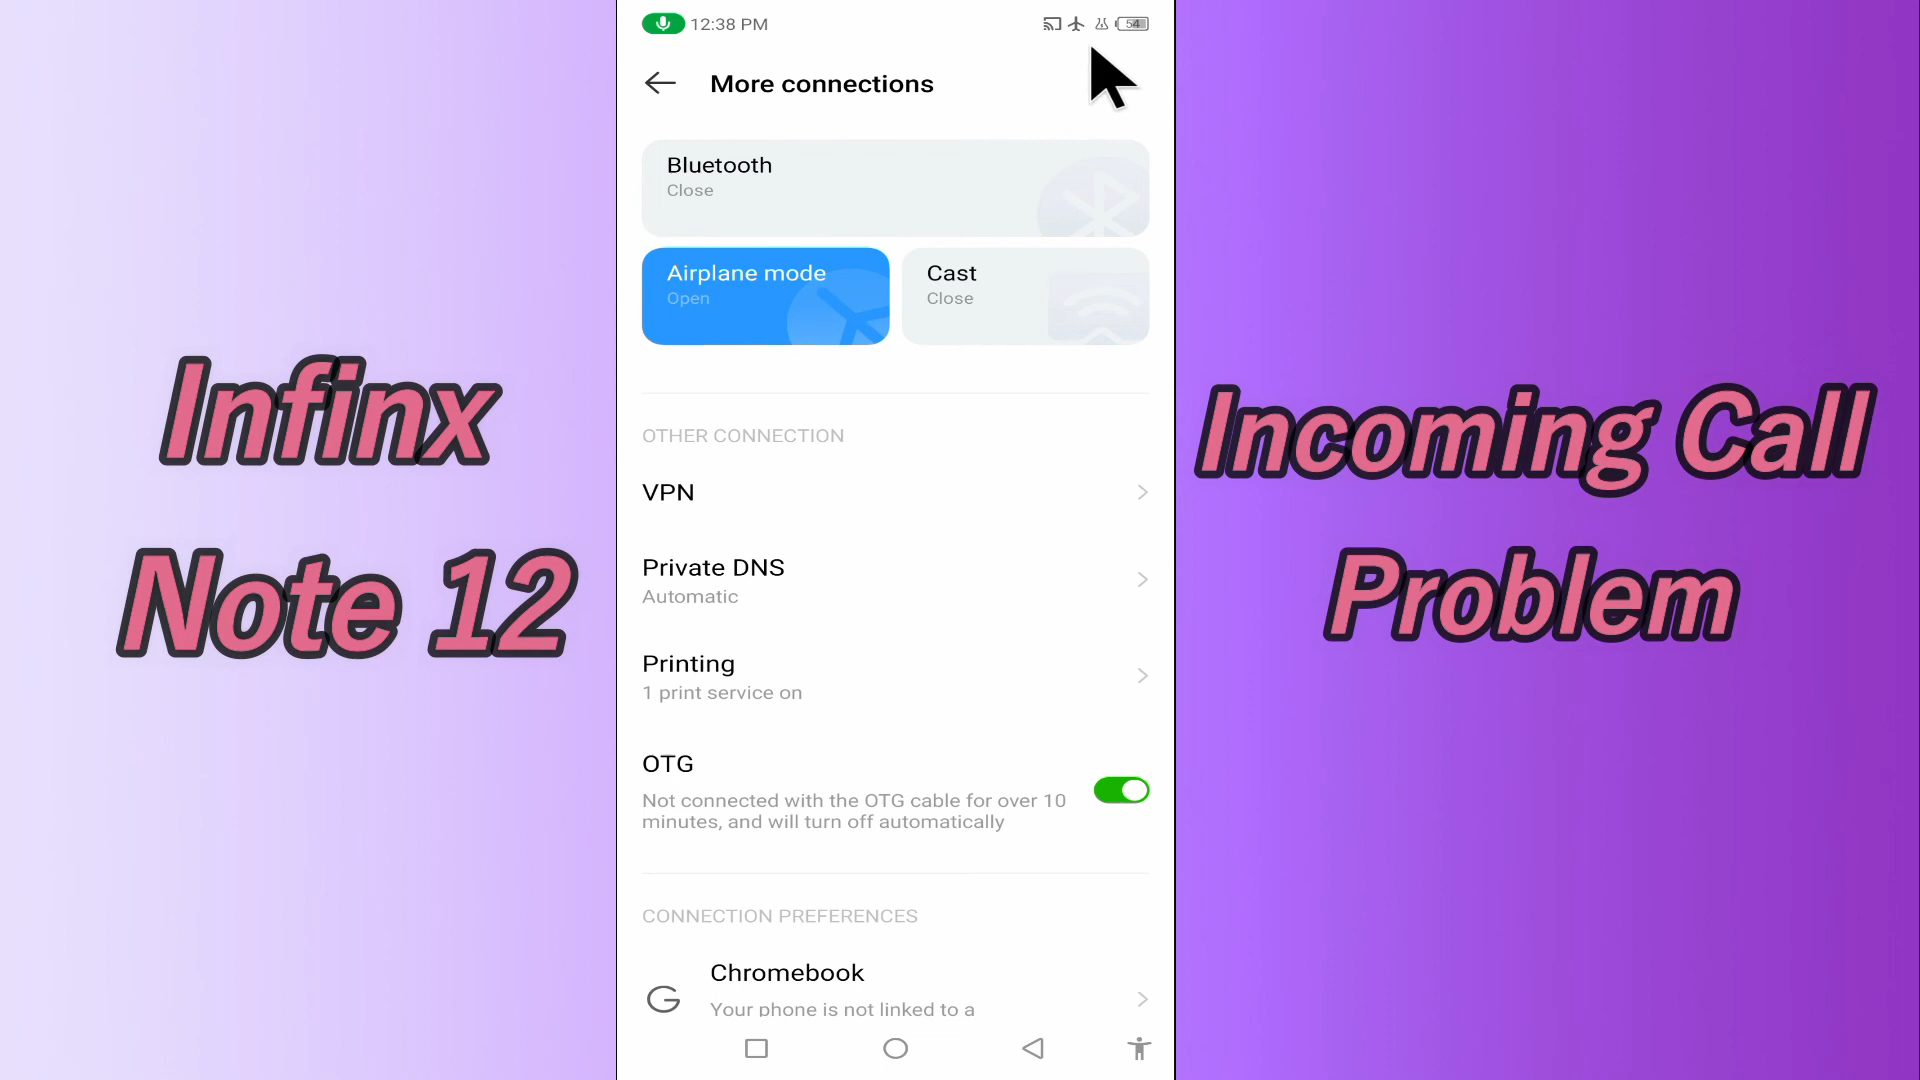 12:38 PM
54
More connections
Bluetooth
Close
Airplane mode
Open
Cast
Close
OTHER CONNECTION
VPN
Private DNS
Automatic
Printing
1 print service on
OTG
Not connected with the OTG cable for over 10
minutes, and will turn off automatically
CONNECTION PREFERENCES
Chromebook
Your phone is not linked to a
Infinx
Note 12
Incoming Call
Problem